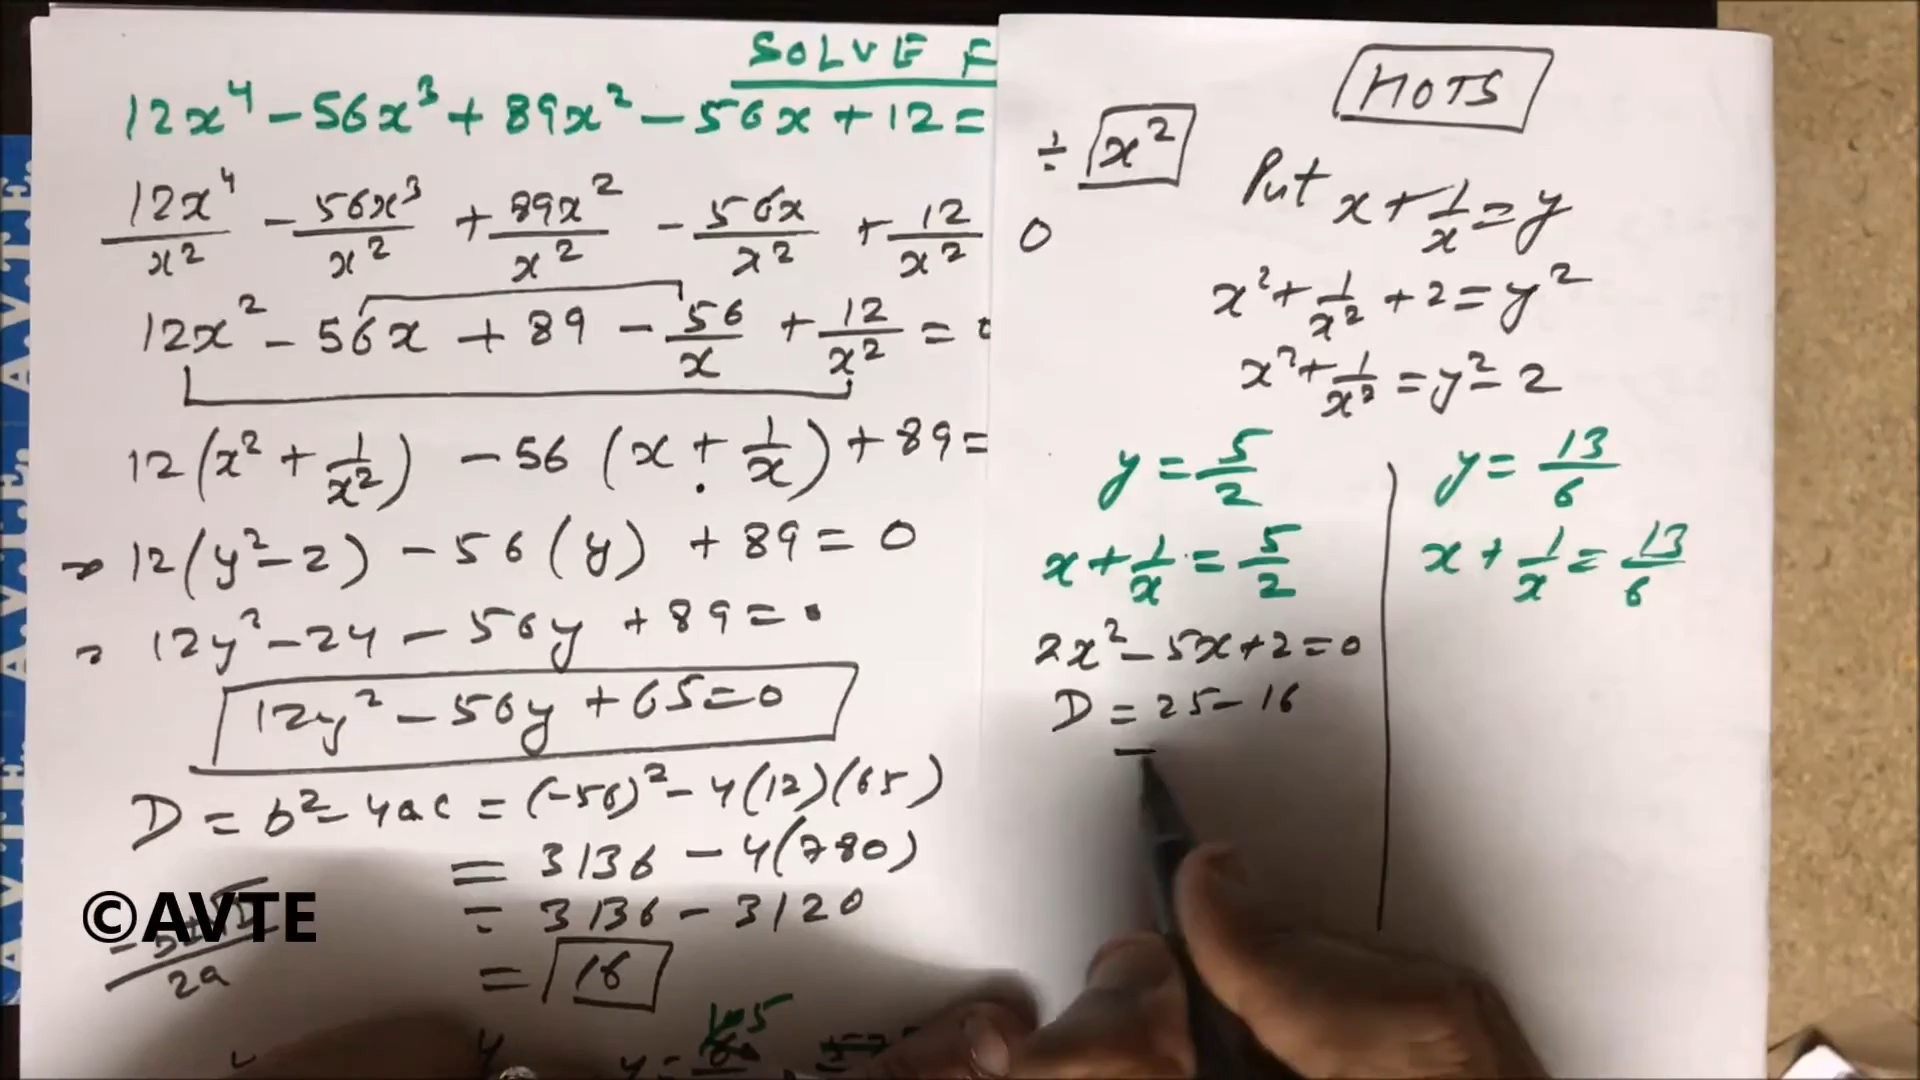 SOLVE F
12x⁴ - 56x³ + 89x² - 56x + 12 =
12x⁴/x² - 56x³/x² + 89x²/x² - 56x/x² + 12/x² 0
12x² - 56x + 89 - 56/x + 12/x² = 0
12(x² + 1/x²) - 56(x + 1/x) + 89 =
⇒ 12(y² - 2) - 56(y) + 89 = 0
⇒ 12y² - 24 - 56y + 89 = 0
12y² - 56y + 65 = 0
D = b² - 4ac = (-56)² - 4(12)(65)
= 3136 - 4(780)
= 3136 - 3120
= 16
2a
©AVTE
HOTS
÷ x²
Put x + 1/x = y
x² + 1/x² + 2 = y²
x² + 1/x² = y² - 2
y = 5/2
x + 1/x = 5/2
2x² - 5x + 2 = 0
D = 25 - 16
y = 13/6
x + 1/x = 13/6
A.V.T.E.